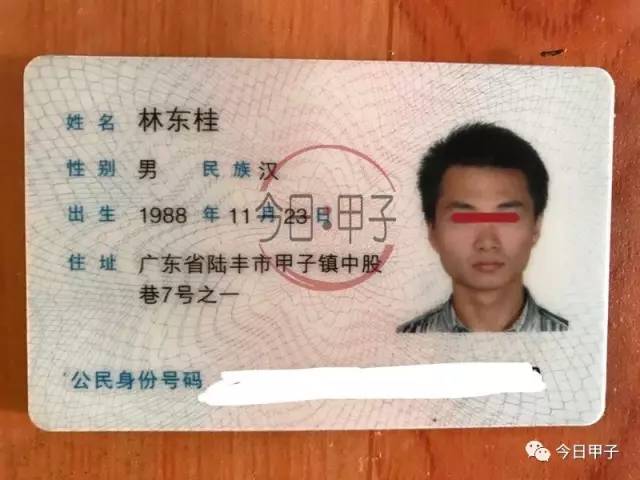 姓名 林东桂
性别 男 民族 汉
出生 1988 年 11 月 23 日
住址 广东省陆丰市甲子镇中股
巷7号之一
公民身份号码
今日甲子
今日甲子